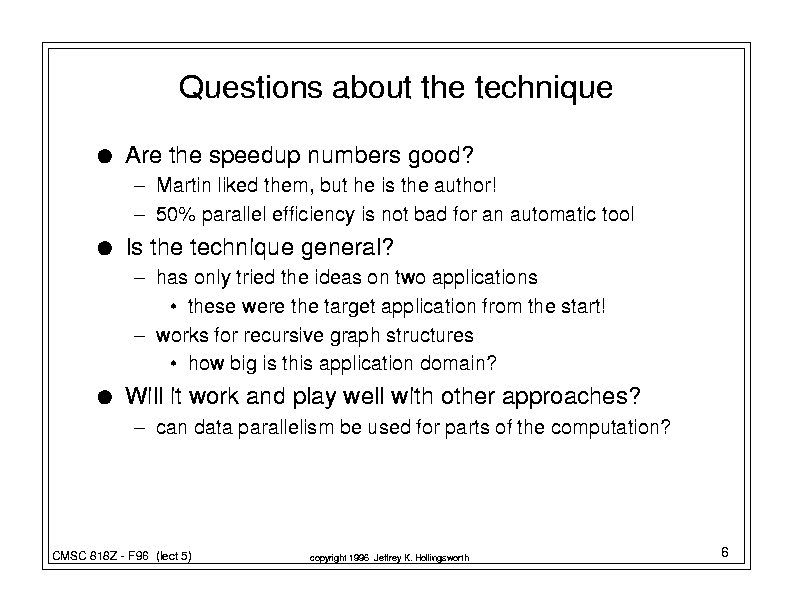 Questions about the technique
● Are the speedup numbers good?
– Martin liked them, but he is the author!
– 50% parallel efficiency is not bad for an automatic tool
● Is the technique general?
– has only tried the ideas on two applications
• these were the target application from the start!
– works for recursive graph structures
• how big is this application domain?
● Will it work and play well with other approaches?
– can data parallelism be used for parts of the computation?
CMSC 818Z - F96 (lect 5)
copyright 1996 Jeffrey K. Hollingsworth
6